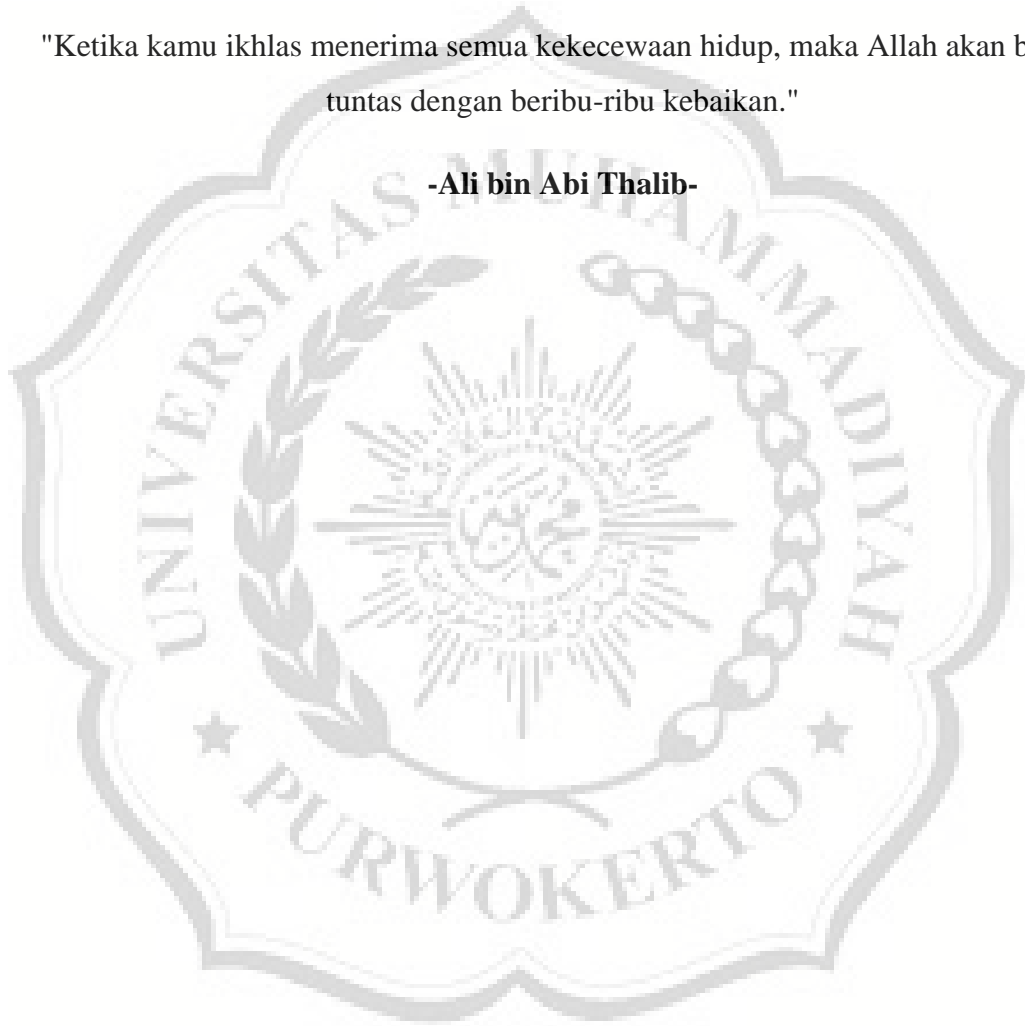 "Ketika kamu ikhlas menerima semua kekecewaan hidup, maka Allah akan b
tuntas dengan beribu-ribu kebaikan."
-Ali bin Abi Thalib-
UNIVERSITAS MUHAMMADIYAH
PURWOKERTO